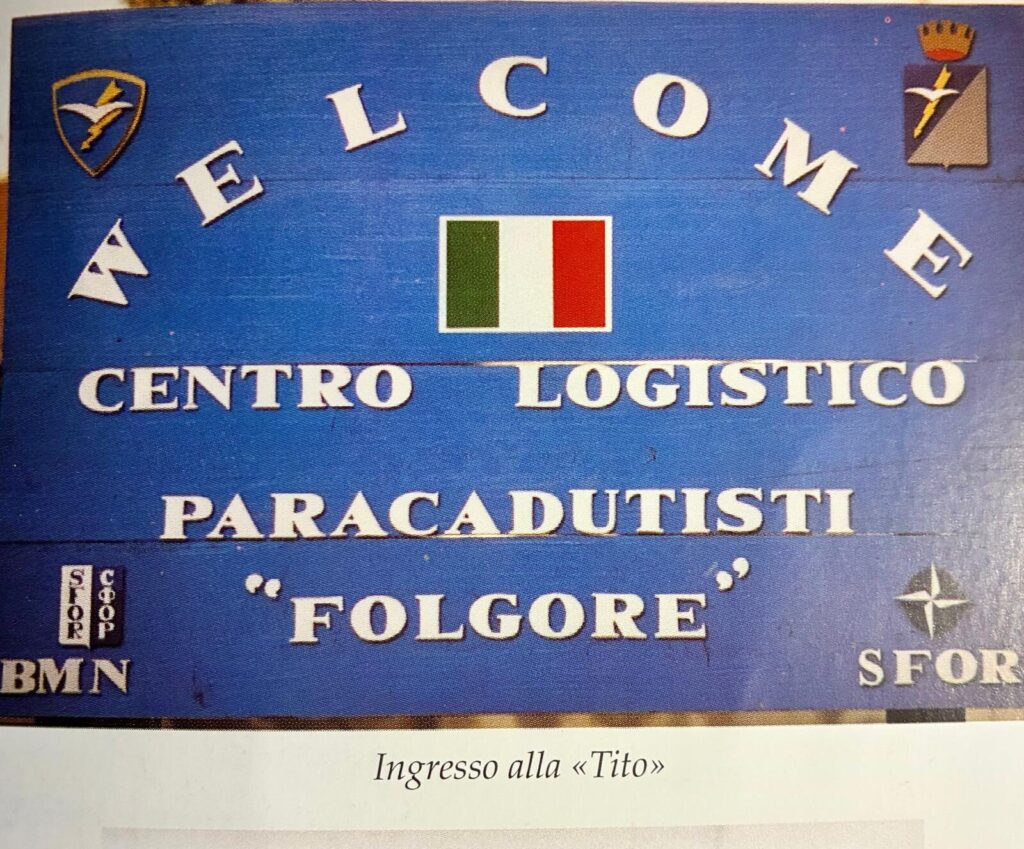 WELCOME
CENTRO LOGISTICO
PARACADUTISTI
"FOLGORE"
SFOR СФОР
BMN
SFOR
Ingresso alla «Tito»